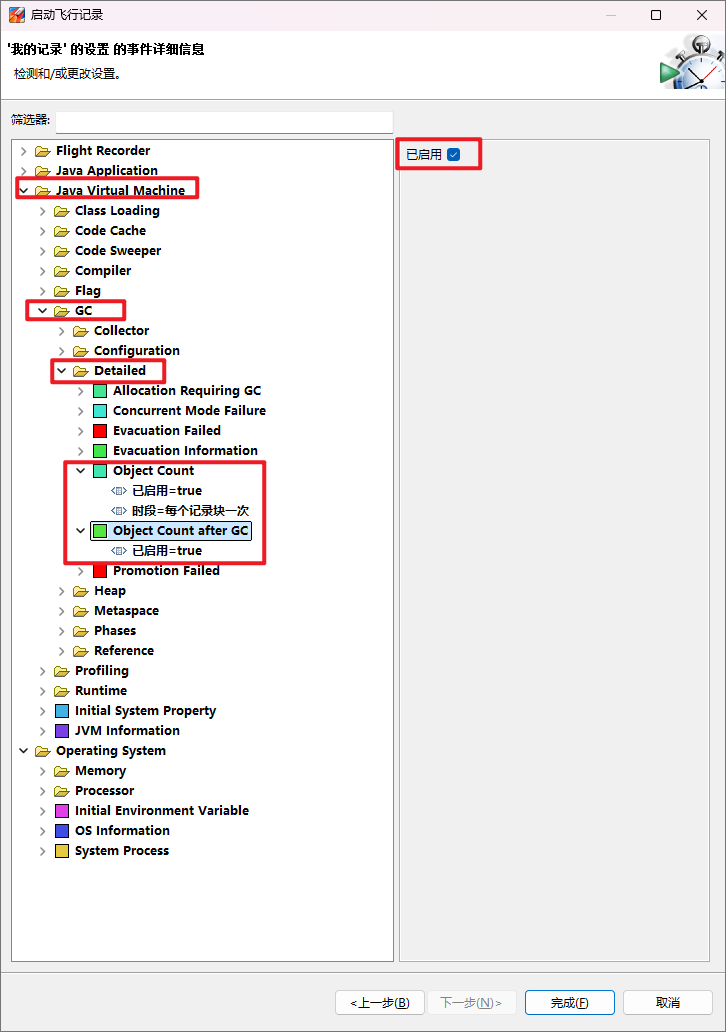 启动飞行记录
'我的记录' 的设置 的事件详细信息
检测和/或更改设置。
筛选器:
Flight Recorder
Java Application
Java Virtual Machine
Class Loading
Code Cache
Code Sweeper
Compiler
Flag
GC
Collector
Configuration
Detailed
Allocation Requiring GC
Concurrent Mode Failure
Evacuation Failed
Evacuation Information
Object Count
已启用=true
时段=每个记录块一次
Object Count after GC
已启用=true
Promotion Failed
Heap
Metaspace
Phases
Reference
Profiling
Runtime
Initial System Property
JVM Information
Operating System
Memory
Processor
Initial Environment Variable
OS Information
System Process
已启用
<上一步(B)
下一步(N)>
完成(F)
取消